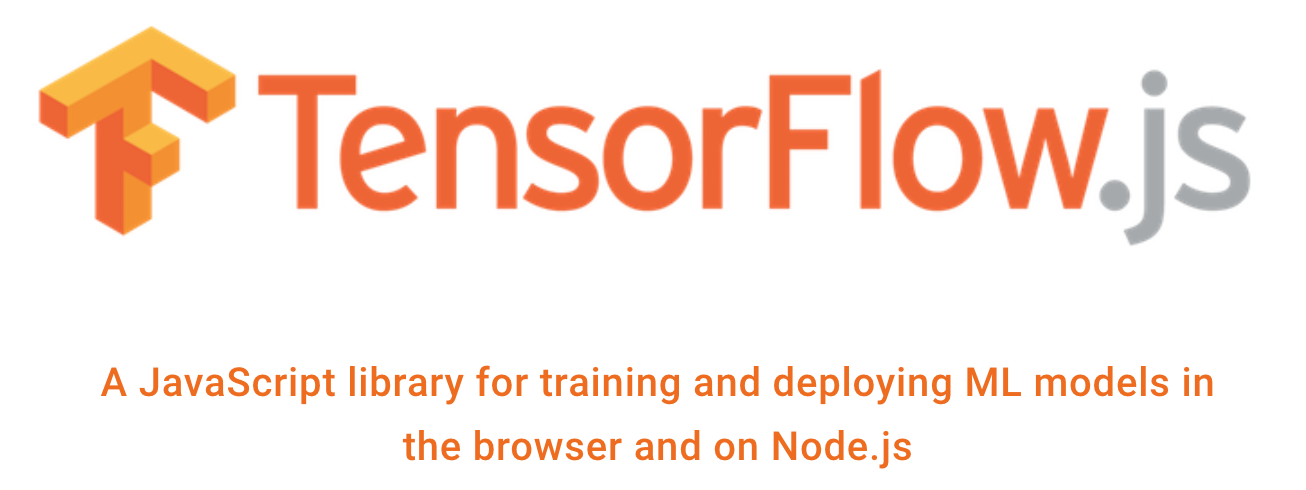 TensorFlow.js
A JavaScript library for training and deploying ML models in
the browser and on Node.js